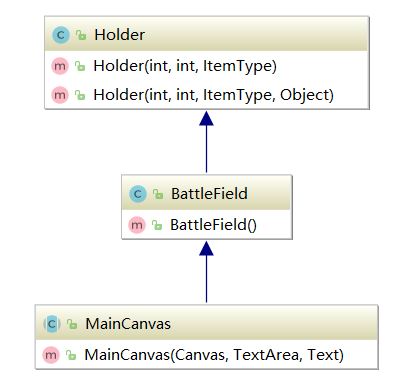 Holder
Holder(int, int, ItemType)
Holder(int, int, ItemType, Object)
BattleField
BattleField()
MainCanvas
MainCanvas(Canvas, TextArea, Text)